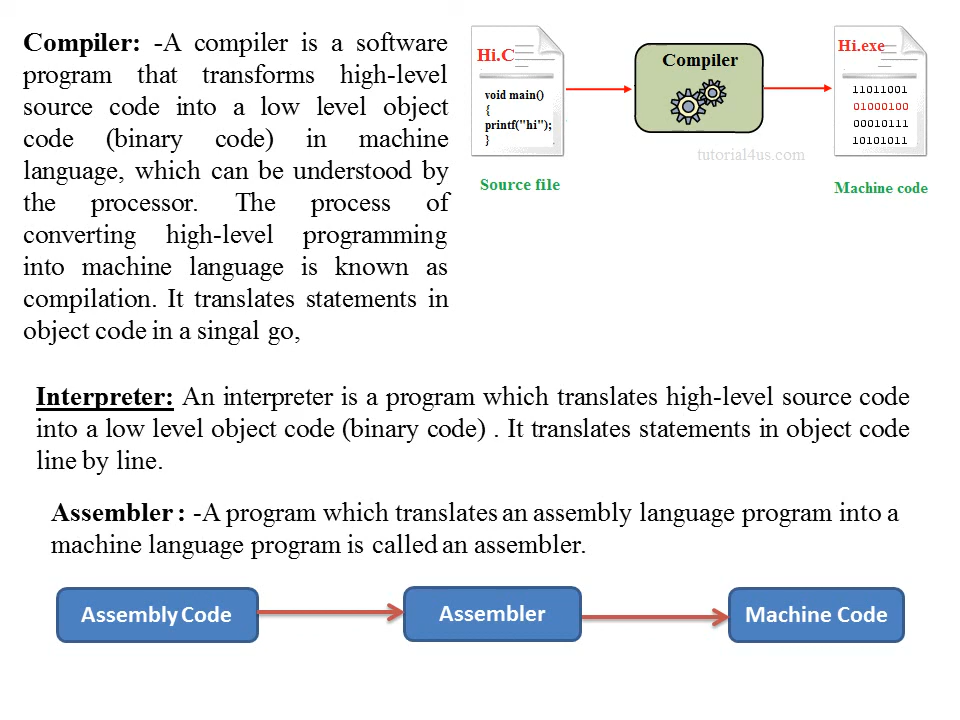 Compiler: -A compiler is a software
program that transforms high-level
source code into a low level object
code (binary code) in machine
language, which can be understood by
the processor. The process of
converting high-level programming
into machine language is known as
compilation. It translates statements in
object code in a singal go,
Hi.C
void main()
{
printf("hi");
}
Source file
Compiler
tutorial4us.com
Hi.exe
11011001
01000100
00010111
10101011
Machine code
Interpreter: An interpreter is a program which translates high-level source code
into a low level object code (binary code) . It translates statements in object code
line by line.
Assembler : -A program which translates an assembly language program into a
machine language program is called an assembler.
Assembly Code
Assembler
Machine Code